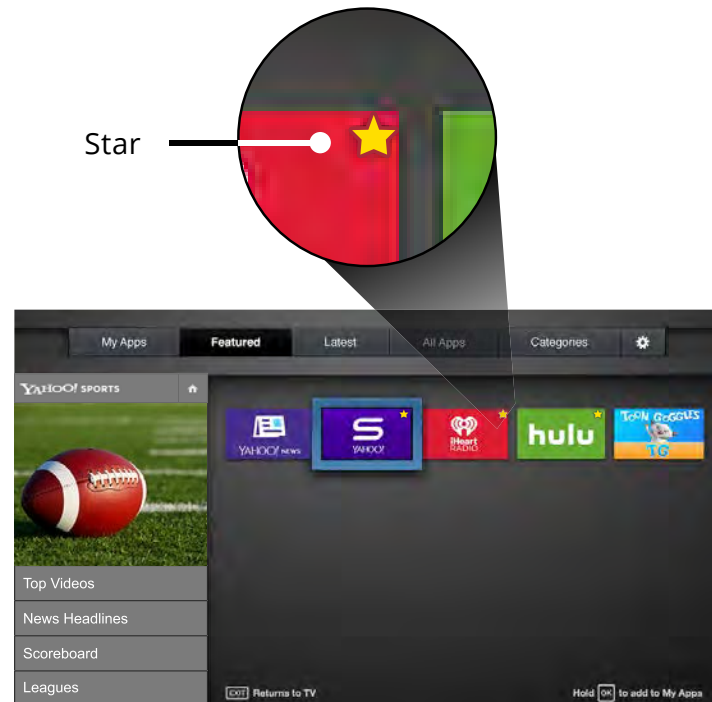 Star
My Apps Featured Latest All Apps Categories
YAHOO! SPORTS
YAHOO! NEWS
S
YAHOO!
iHeart
RADIO
hulu
TOON GOGGLES
TG
Top Videos
News Headlines
Scoreboard
Leagues
EXIT Returns to TV
Hold OK to add to My Apps